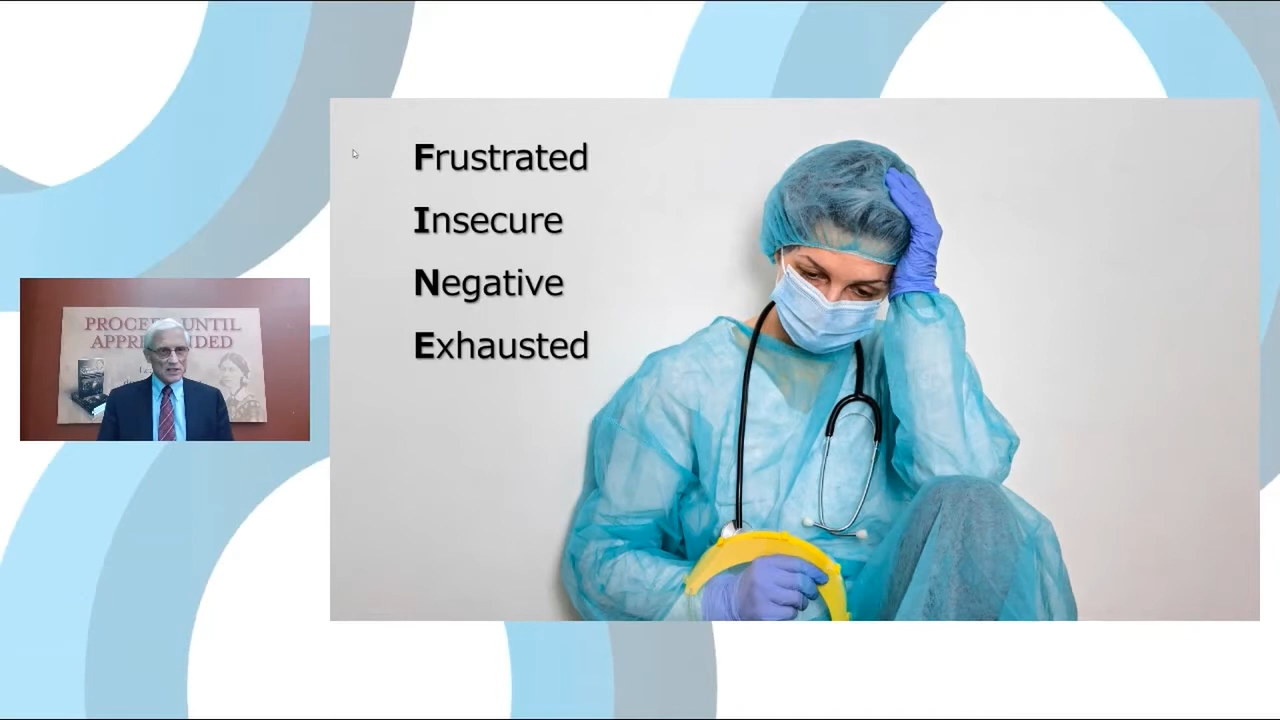 Frustrated
Insecure
Negative
Exhausted
PROCEED UNTIL
APPREHENDED